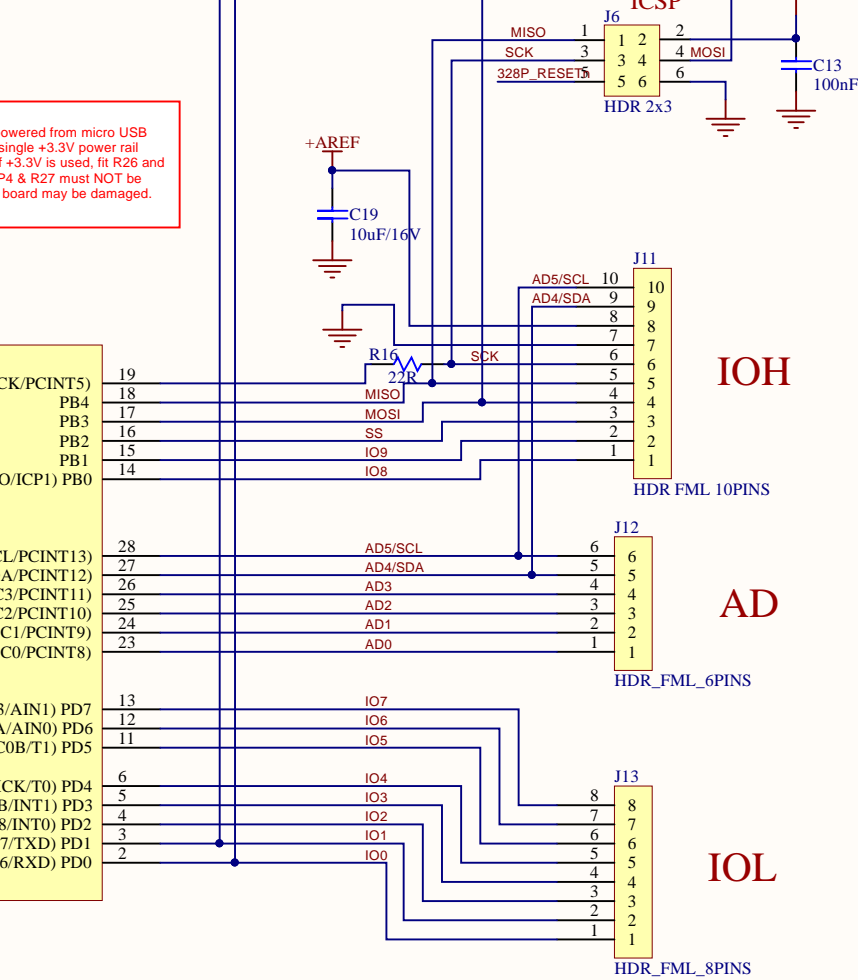 ICSP
J6
MISO 1 1 2 2
SCK 3 3 4 4 MOSI
328P_RESETn 5 5 6 6
HDR 2x3
C13
100nF
owered from micro USB
single +3.3V power rail
f +3.3V is used, fit R26 and
P4 & R27 must NOT be
board may be damaged.
+AREF
C19
10uF/16V
J11
AD5/SCL 10 10
AD4/SDA 9 9
8 8
7 7
R16 SCK 6 6
22R
5 5
4 4
3 3
2 2
1 1
IOH
HDR FML 10PINS
CK/PCINT5) 19
PB4 18 MISO
PB3 17 MOSI
PB2 16 SS
PB1 15 IO9
O/ICP1) PB0 14 IO8
J12
CL/PCINT13) 28 AD5/SCL 6 6
A/PCINT12) 27 AD4/SDA 5 5
C3/PCINT11) 26 AD3 4 4
C2/PCINT10) 25 AD2 3 3
C1/PCINT9) 24 AD1 2 2
C0/PCINT8) 23 AD0 1 1
AD
HDR_FML_6PINS
3/AIN1) PD7 13 IO7
A/AIN0) PD6 12 IO6
C0B/T1) PD5 11 IO5
CK/T0) PD4 6 IO4
B/INT1) PD3 5 IO3
8/INT0) PD2 4 IO2
7/TXD) PD1 3 IO1
6/RXD) PD0 2 IO0
J13
8 8
7 7
6 6
5 5
4 4
3 3
2 2
1 1
IOL
HDR_FML_8PINS